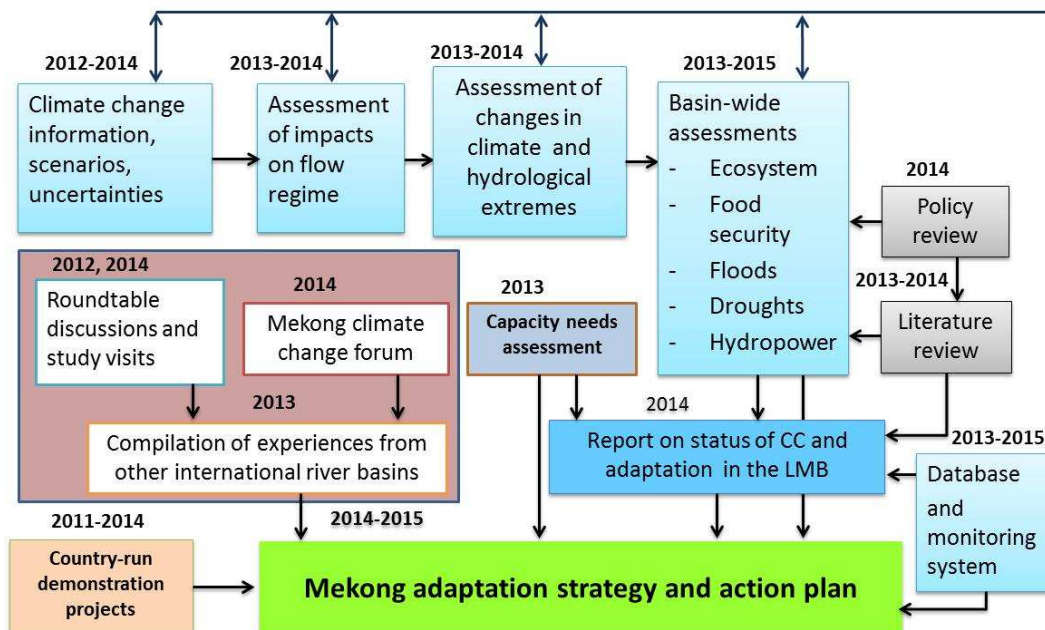 2012-2014
Climate change
information,
scenarios,
uncertainties
2013-2014
Assessment
of impacts
on flow
regime
2013-2014
Assessment of
changes in
climate and
hydrological
extremes
2013-2015
Basin-wide
assessments
- Ecosystem
- Food
security
- Floods
- Droughts
- Hydropower
2014
Policy
review
2013-2014
Literature
review
2012, 2014
Roundtable
discussions and
study visits
2014
Mekong climate
change forum
2013
Compilation of experiences from
other international river basins
2013
Capacity needs
assessment
2014
Report on status of CC and
adaptation in the LMB
2013-2015
Database
and
monitoring
system
2011-2014
Country-run
demonstration
projects
2014-2015
Mekong adaptation strategy and action plan